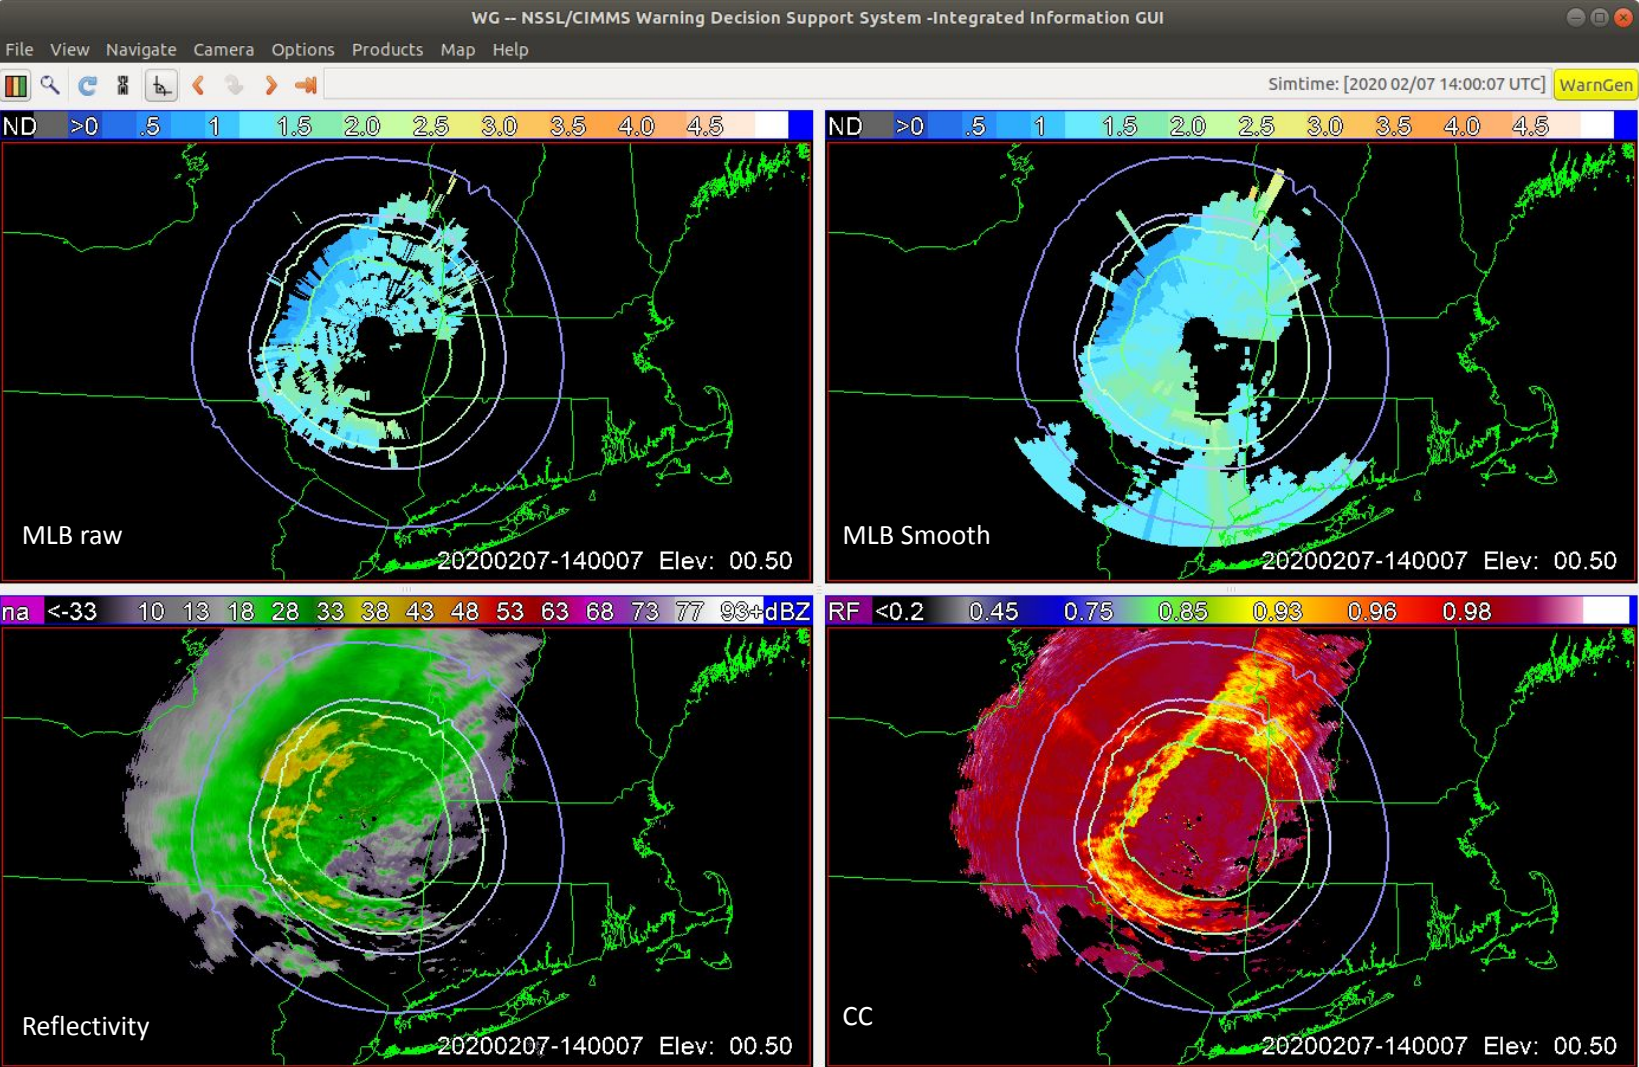 WG -- NSSL/CIMMS Warning Decision Support System -Integrated Information GUI
File View Navigate Camera Options Products Map Help
Simtime: [2020 02/07 14:00:07 UTC] WarnGen
ND >0 .5 1 1.5 2.0 2.5 3.0 3.5 4.0 4.5
MLB raw
20200207-140007 Elev: 00.50
ND >0 .5 1 1.5 2.0 2.5 3.0 3.5 4.0 4.5
MLB Smooth
20200207-140007 Elev: 00.50
na <-33 10 13 18 28 33 38 43 48 53 63 68 73 77 93+dBZ
Reflectivity
20200207-140007 Elev: 00.50
RF <0.2 0.45 0.75 0.85 0.93 0.96 0.98
CC
20200207-140007 Elev: 00.50